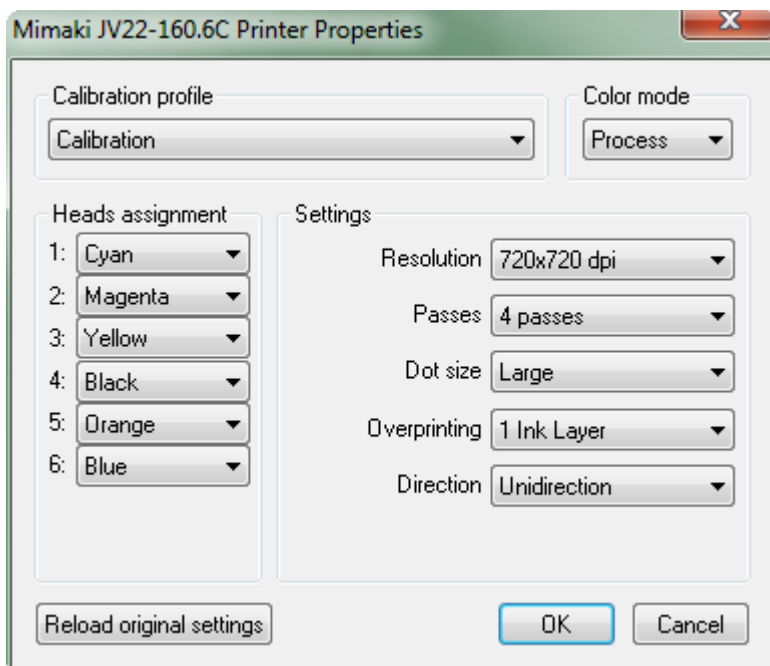 Mimaki JV22-160.6C Printer Properties
X
Calibration profile
Calibration
Color mode
Process
Heads assignment
1: Cyan
2: Magenta
3: Yellow
4: Black
5: Orange
6: Blue
Settings
Resolution 720x720 dpi
Passes 4 passes
Dot size Large
Overprinting 1 Ink Layer
Direction Unidirection
Reload original settings
OK
Cancel